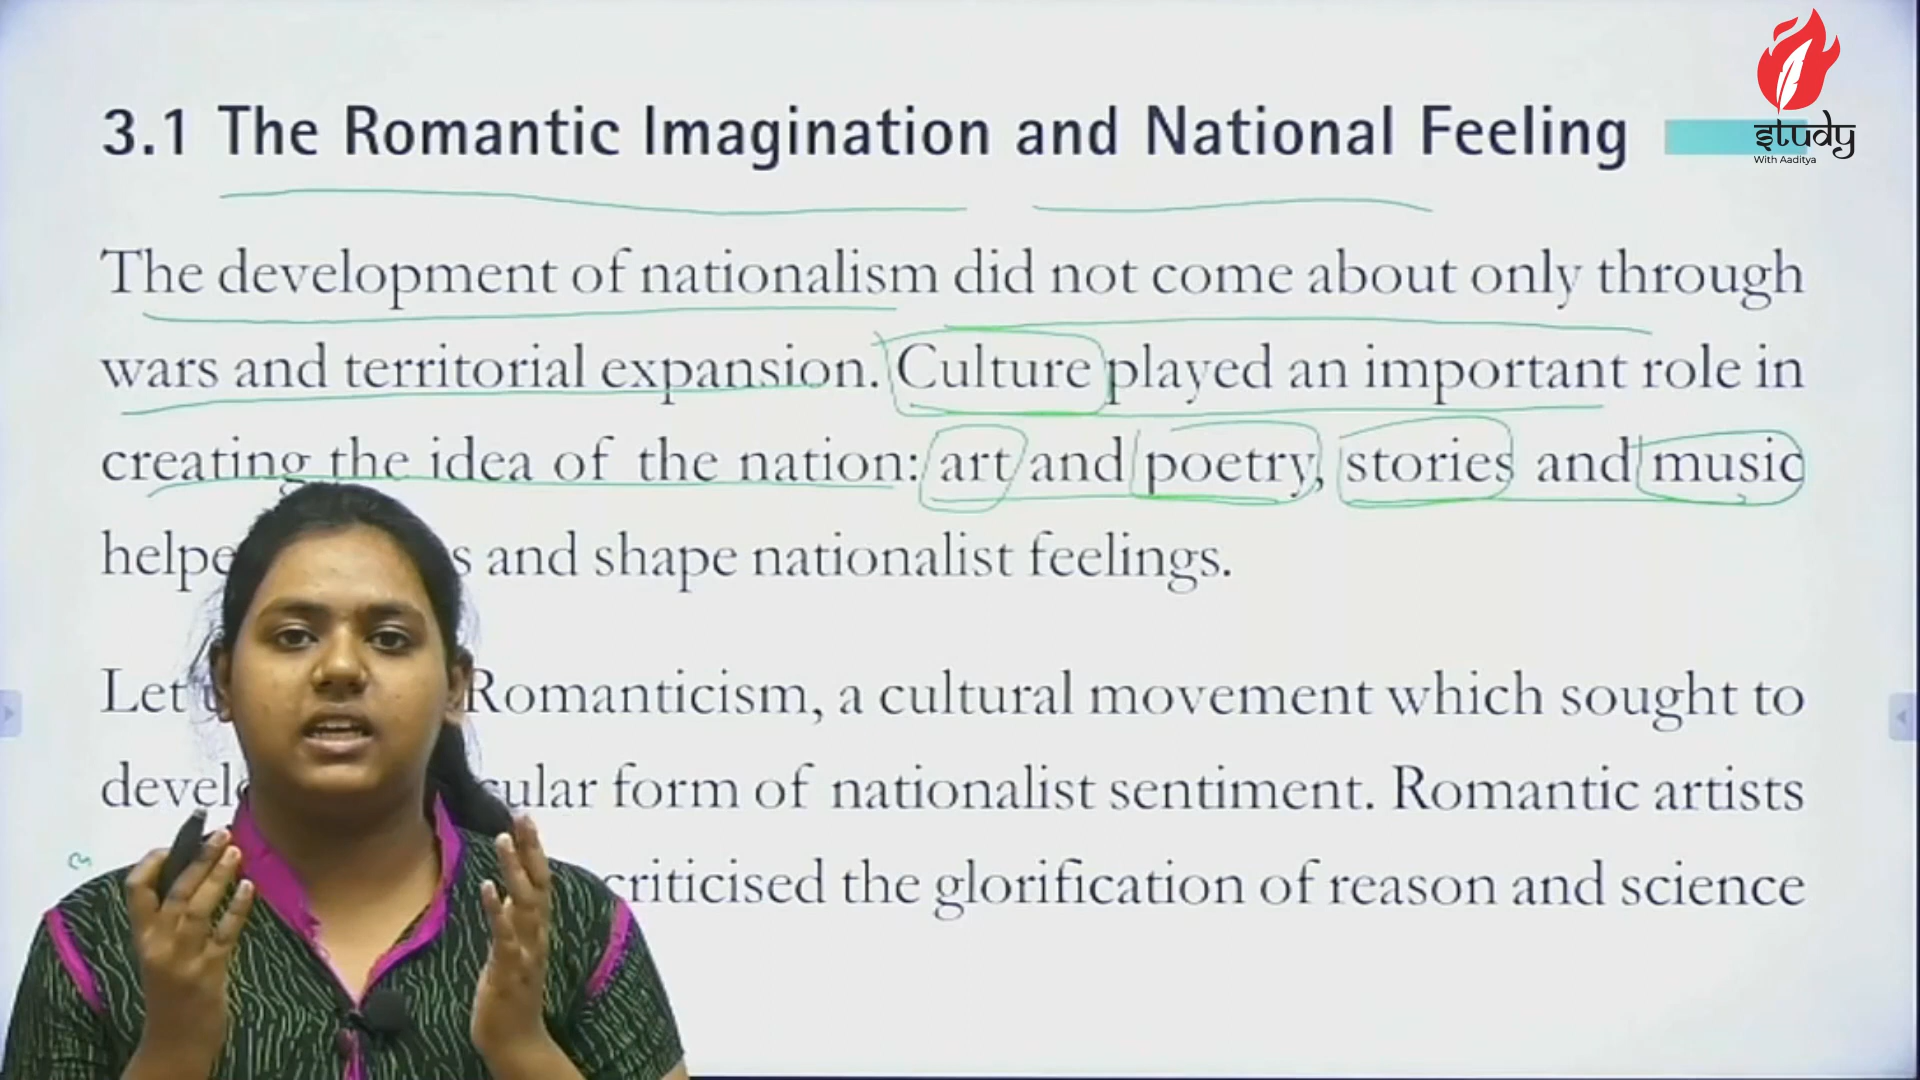 study
With Aaditya
3.1 The Romantic Imagination and National Feeling
The development of nationalism did not come about only through
wars and territorial expansion. Culture played an important role in
creating the idea of the nation: art and poetry, stories and music
and shape nationalist feelings.
Let Romanticism, a cultural movement which sought to
form of nationalist sentiment. Romantic artists
criticised the glorification of reason and science